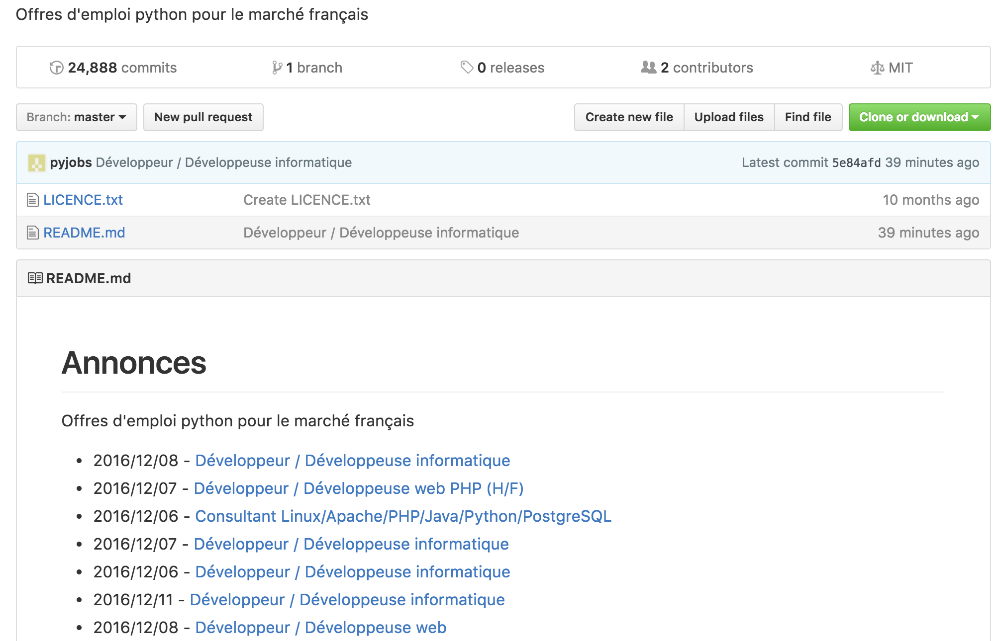 Offres d'emploi python pour le marché français
24,888 commits 1 branch 0 releases 2 contributors MIT
Branch: master New pull request Create new file Upload files Find file Clone or download
pyjobs Développeur / Développeuse informatique Latest commit 5e84afd 39 minutes ago
LICENCE.txt Create LICENCE.txt 10 months ago
README.md Développeur / Développeuse informatique 39 minutes ago
README.md
Annonces
Offres d'emploi python pour le marché français
• 2016/12/08 - Développeur / Développeuse informatique
• 2016/12/07 - Développeur / Développeuse web PHP (H/F)
• 2016/12/06 - Consultant Linux/Apache/PHP/Java/Python/PostgreSQL
• 2016/12/07 - Développeur / Développeuse informatique
• 2016/12/06 - Développeur / Développeuse informatique
• 2016/12/11 - Développeur / Développeuse informatique
• 2016/12/08 - Développeur / Développeuse web